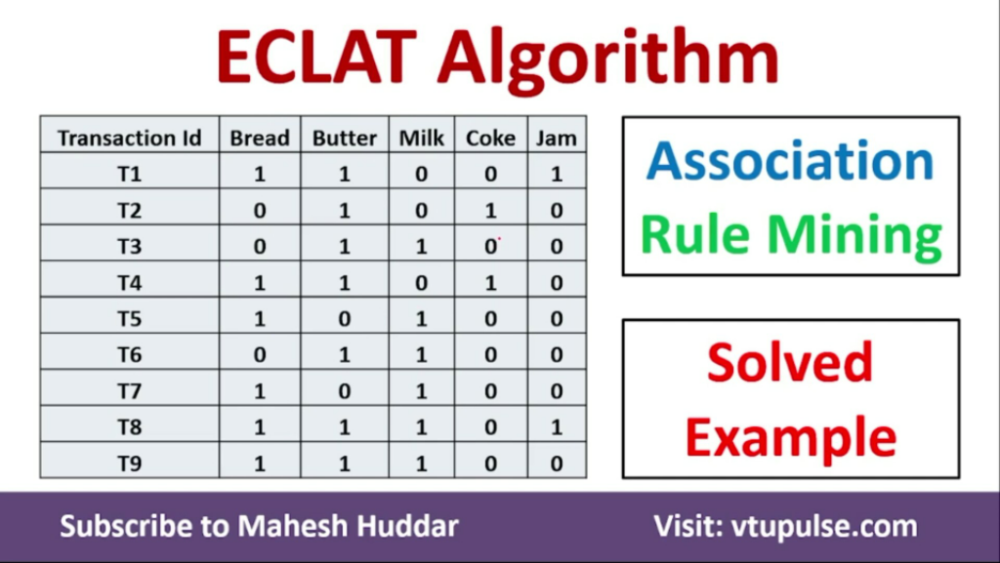 ECLAT Algorithm
Transaction Id Bread Butter Milk Coke Jam
T1 1 1 0 0 1
T2 0 1 0 1 0
T3 0 1 1 0 0
T4 1 1 0 1 0
T5 1 0 1 0 0
T6 0 1 1 0 0
T7 1 0 1 0 0
T8 1 1 1 0 1
T9 1 1 1 0 0
Association
Rule Mining
Solved
Example
Subscribe to Mahesh Huddar
Visit: vtupulse.com